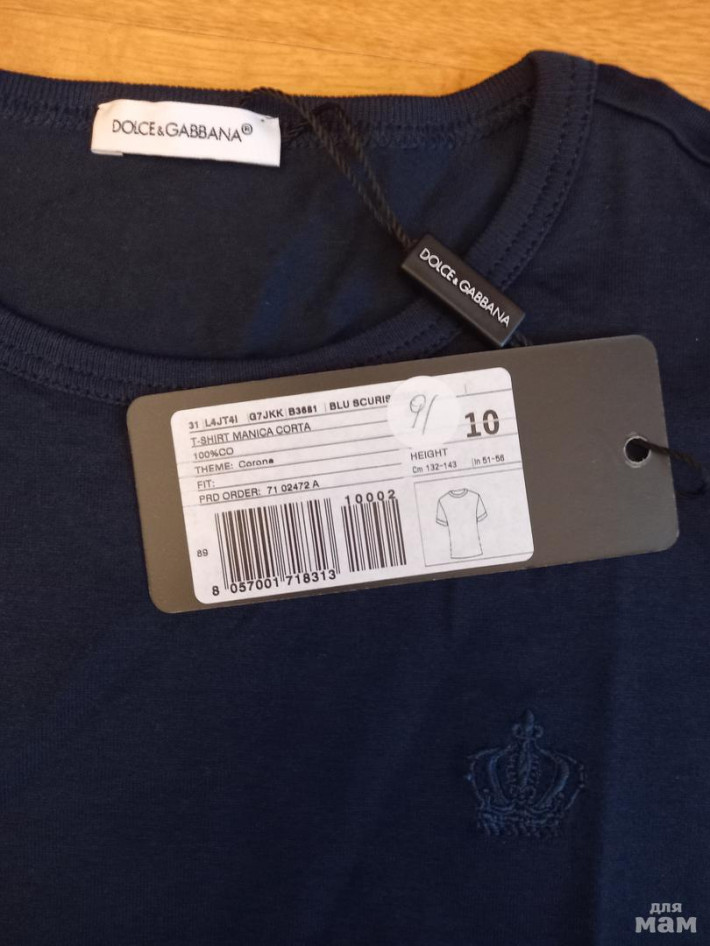 DOLCE & GABBANA®
DOLCE & GABBANA
31 L4JT4I G7JKK B3681 BLU SCURIS
T-SHIRT MANICA CORTA
100%CO
THEME: Corona
FIT:
PRD ORDER: 71 02472 A
91
10
HEIGHT
Cm 132-143 In 51-56
10002
89
8 057001 718313
для
мам